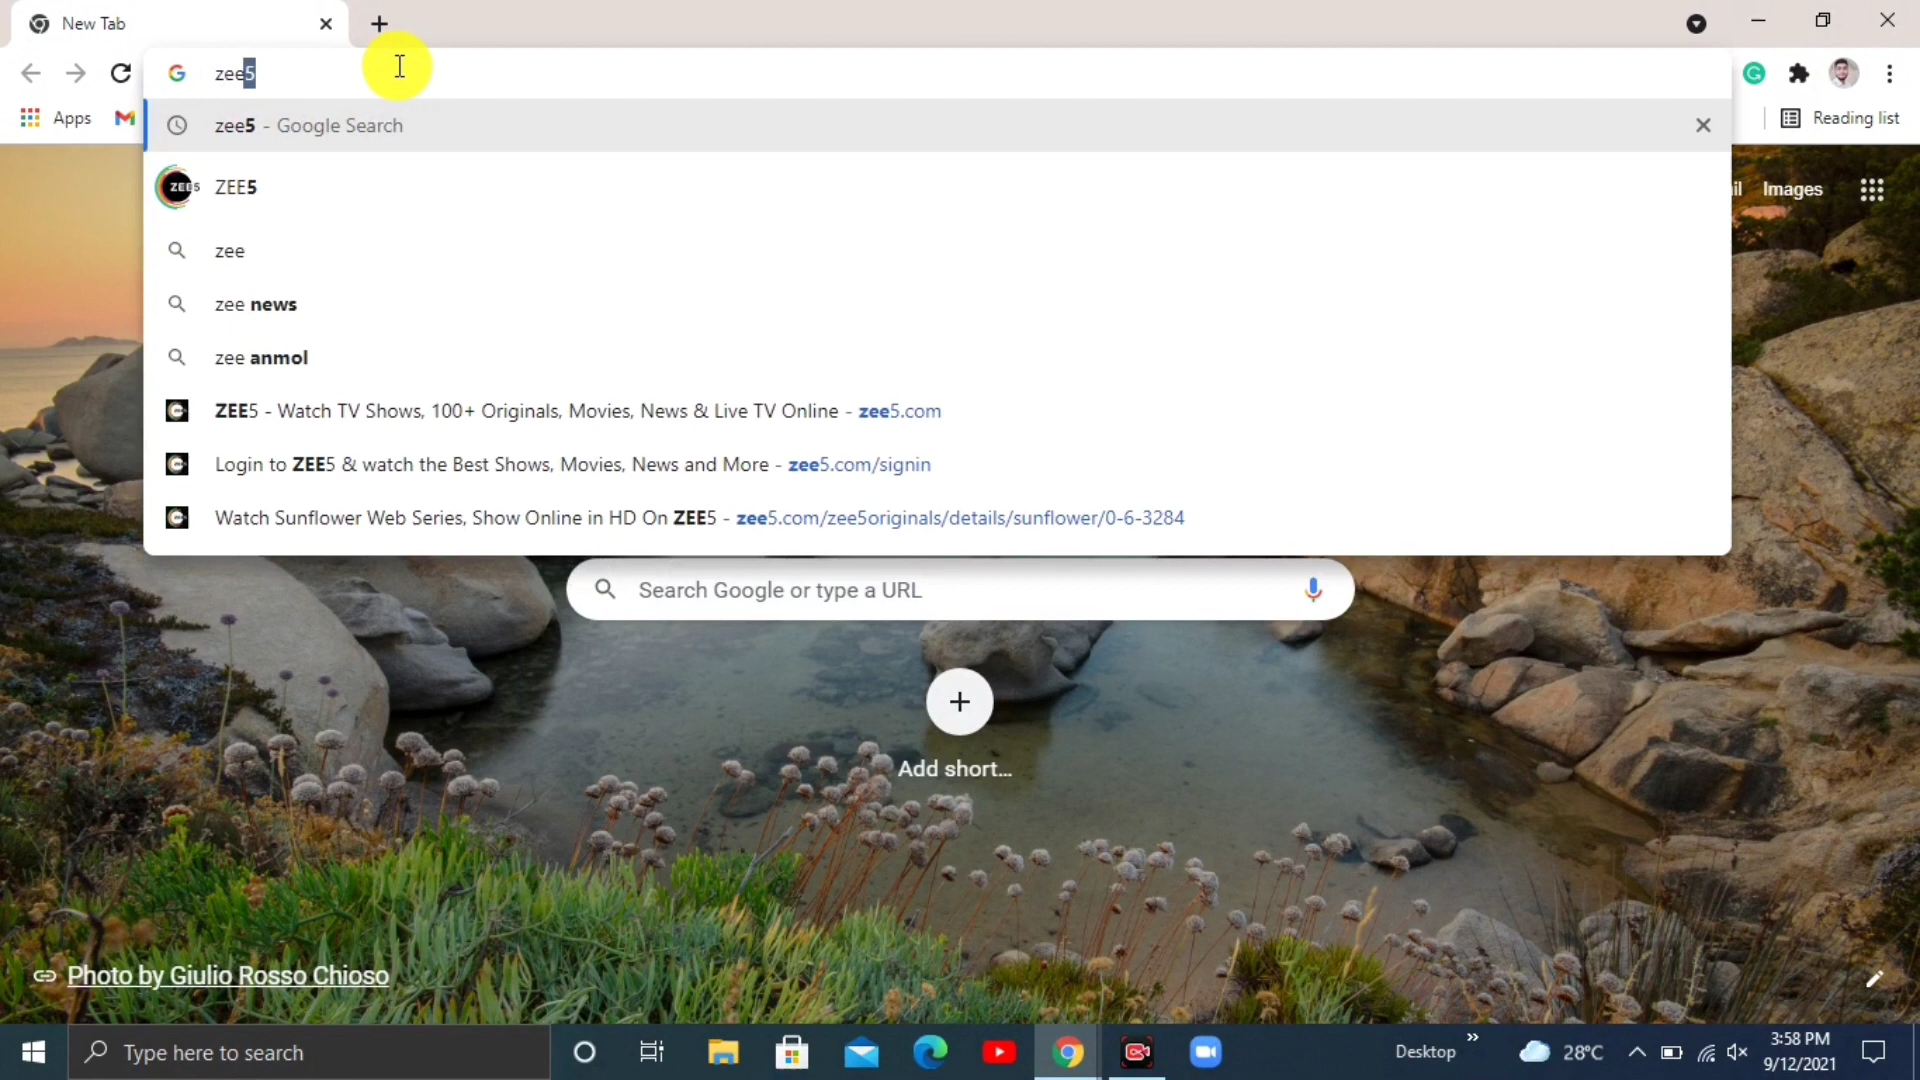 New Tab
zee5
Apps
Reading list
zee5 - Google Search
ZEE5 ZEE5
il Images
zee
zee news
zee anmol
ZEE5 - Watch TV Shows, 100+ Originals, Movies, News & Live TV Online - zee5.com
Login to ZEE5 & watch the Best Shows, Movies, News and More - zee5.com/signin
Watch Sunflower Web Series, Show Online in HD On ZEE5 - zee5.com/zee5originals/details/sunflower/0-6-3284
Search Google or type a URL
Add short...
Photo by Giulio Rosso Chioso
Type here to search
Desktop
28°C
3:58 PM
9/12/2021